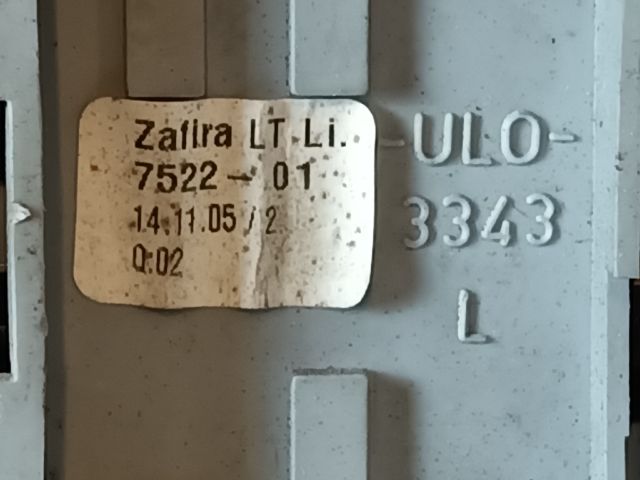 Zafira LT Li.
7522 - 01
14.11.05 / 2
Q:02
-ULO-
3343
L